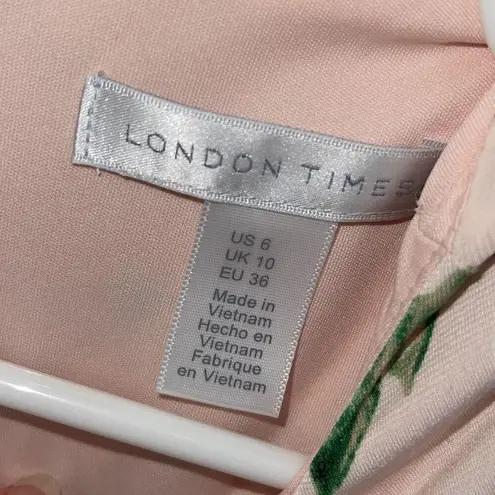 LONDON TIMES
US 6
UK 10
EU 36
Made in
Vietnam
Hecho en
Vietnam
Fabrique
en Vietnam